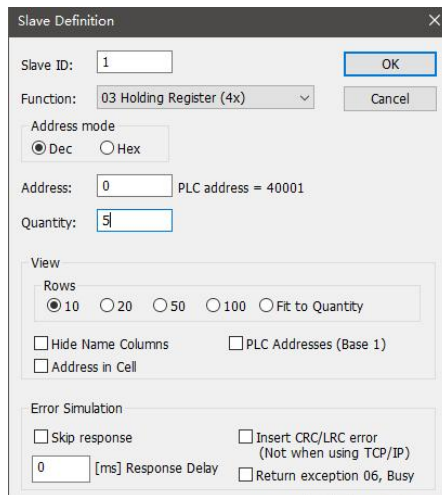 Slave Definition
Slave ID: 1
OK
Function: 03 Holding Register (4x)
Cancel
Address mode
Dec Hex
Address: 0 PLC address = 40001
Quantity: 5
View
Rows
10 20 50 100 Fit to Quantity
Hide Name Columns PLC Addresses (Base 1)
Address in Cell
Error Simulation
Skip response Insert CRC/LRC error
(Not when using TCP/IP)
0 [ms] Response Delay
Return exception 06, Busy